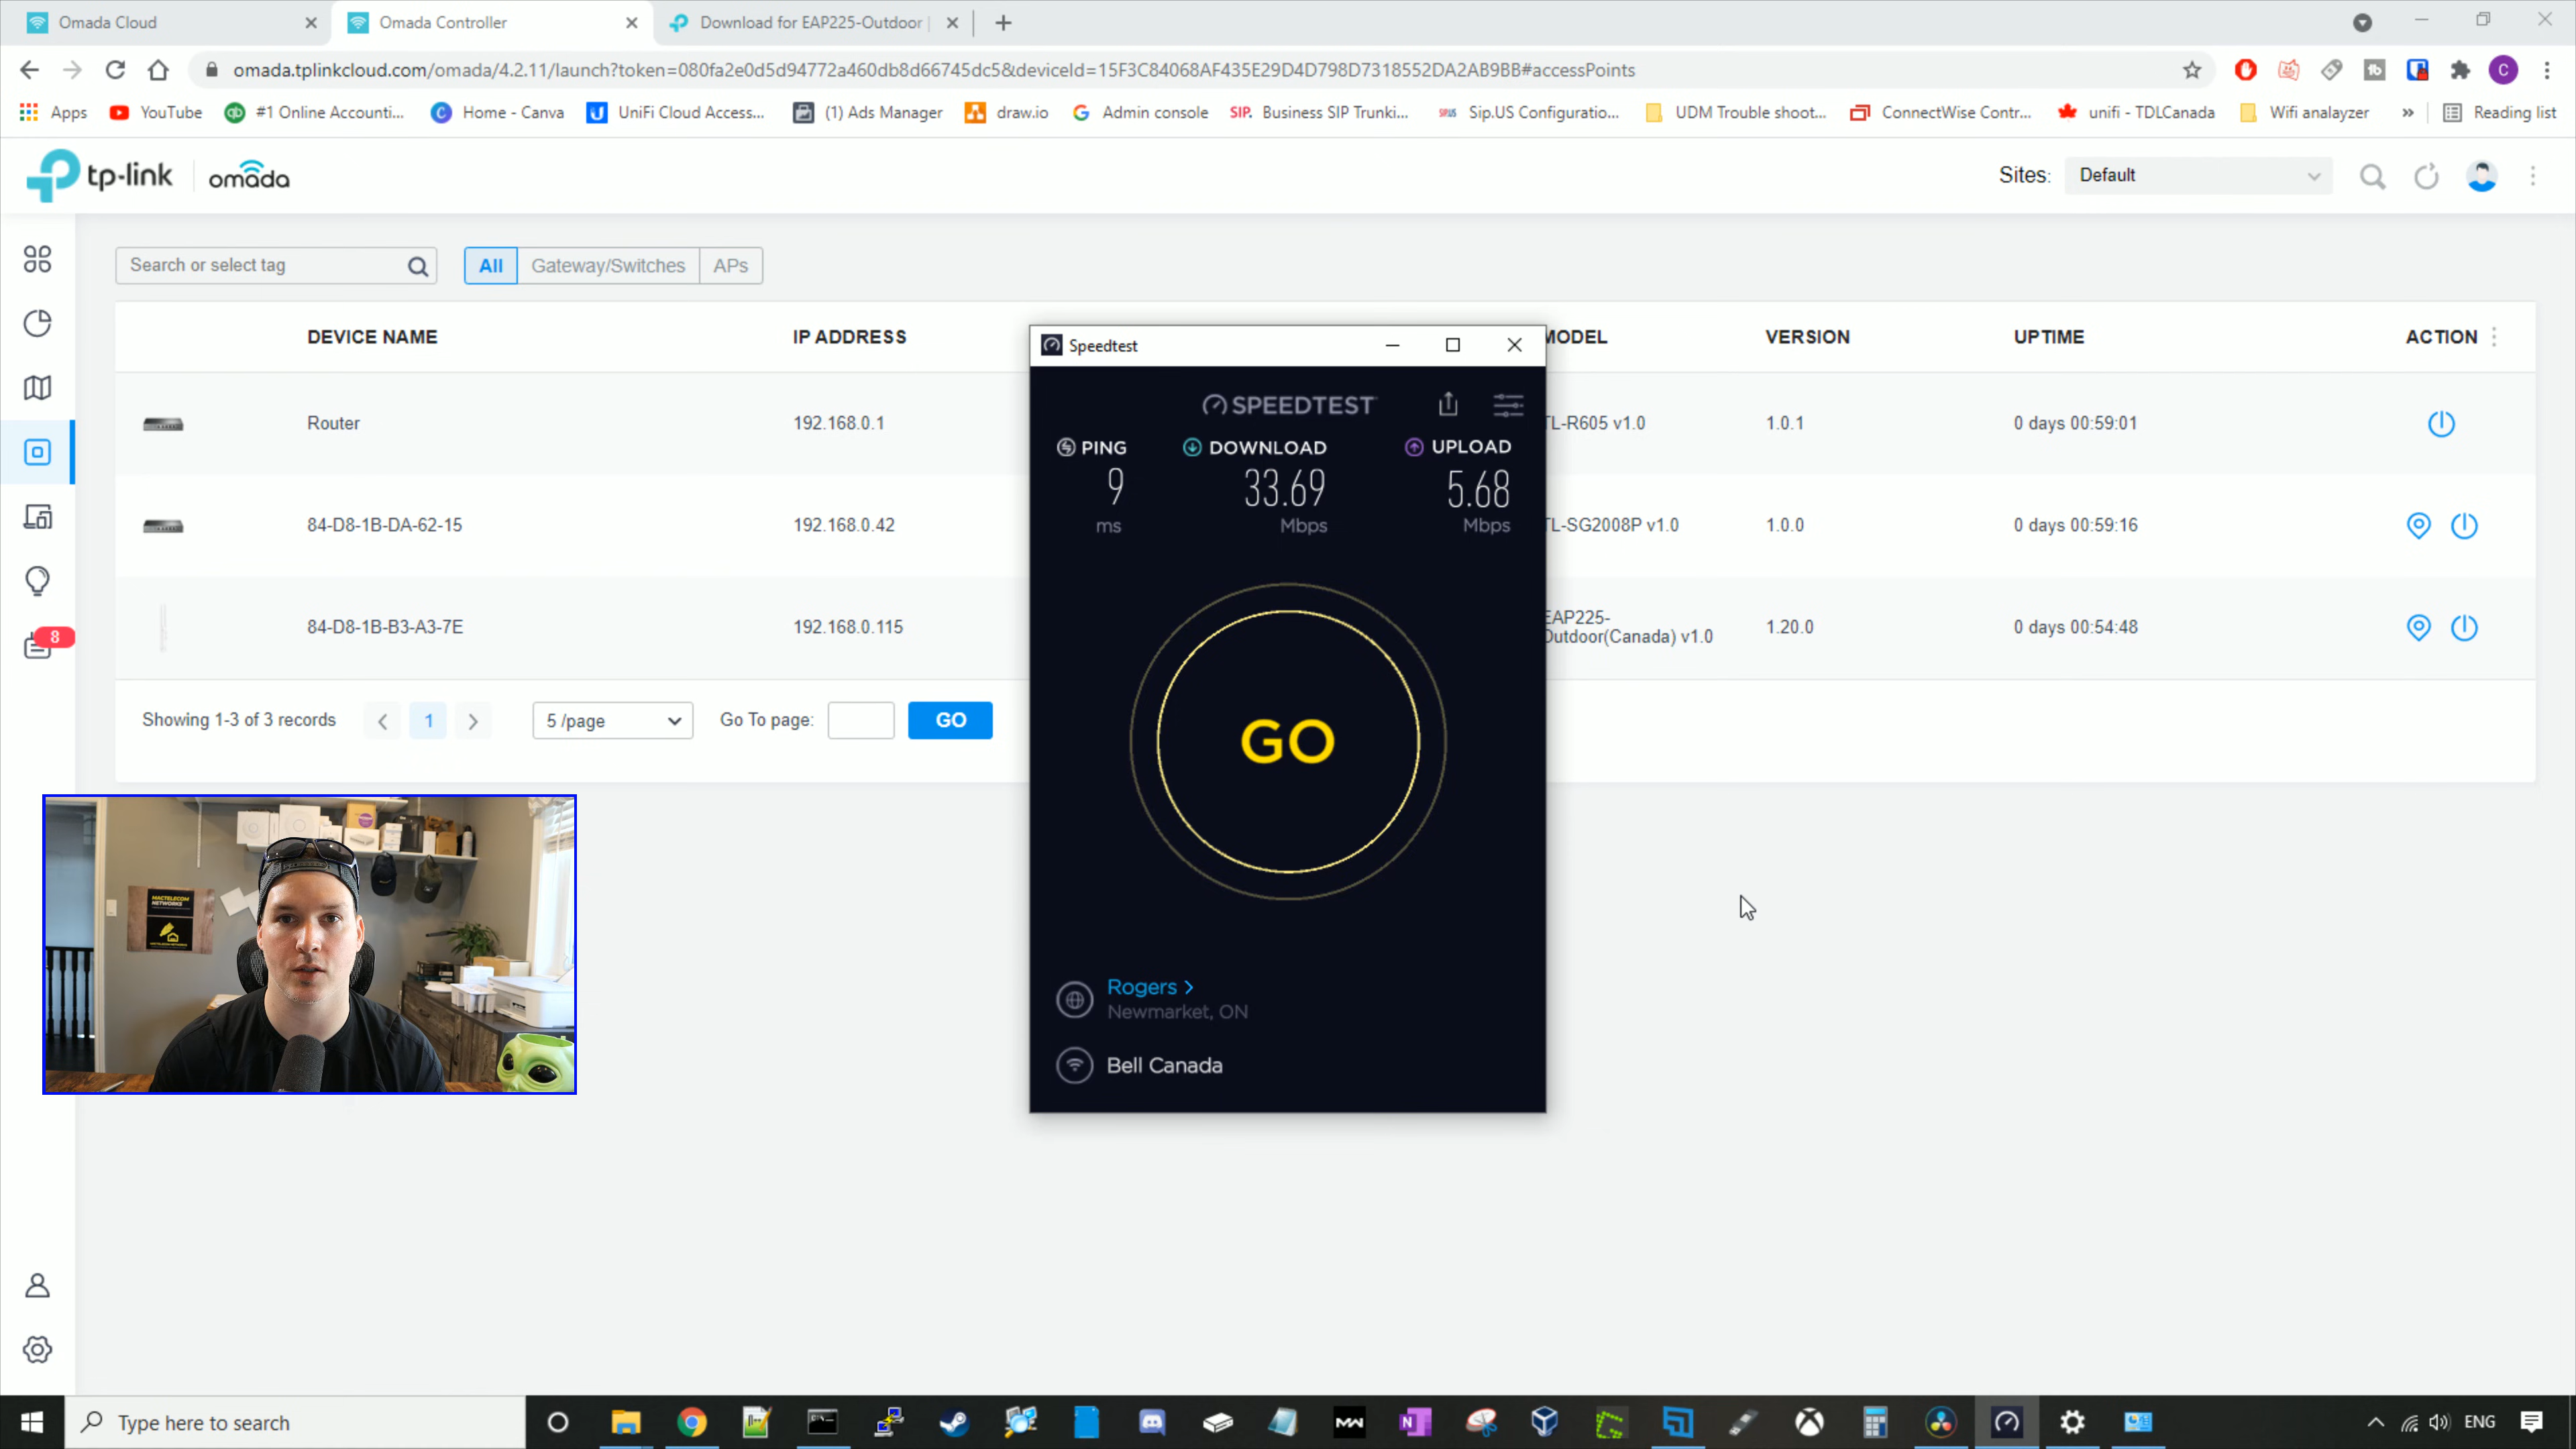 Omada Cloud
Omada Controller
Download for EAP225-Outdoor |
omada.tplinkcloud.com/omada/4.2.11/launch?token=080fa2e0d5d94772a460db8d66745dc5&deviceId=15F3C84068AF435E29D4D798D7318552DA2AB9BB#accessPoints
C
Apps YouTube #1 Online Accounti... Home - Canva UniFi Cloud Access... (1) Ads Manager draw.io Admin console SIP. Business SIP Trunki... Sip.US Configuratio... UDM Trouble shoot... ConnectWise Contr... unifi - TDLCanada Wifi analayzer » Reading list
tp-link omada
Sites: Default
Search or select tag
All Gateway/Switches APs
DEVICE NAME IP ADDRESS MODEL VERSION UPTIME ACTION
Router 192.168.0.1 TL-R605 v1.0 1.0.1 0 days 00:59:01
84-D8-1B-DA-62-15 192.168.0.42 TL-SG2008P v1.0 1.0.0 0 days 00:59:16
84-D8-1B-B3-A3-7E 192.168.0.115 EAP225-
Outdoor(Canada) v1.0 1.20.0 0 days 00:54:48
8
Showing 1-3 of 3 records 1 5 /page Go To page: GO
Speedtest
SPEEDTEST
PING DOWNLOAD UPLOAD
9 33.69 5.68
ms Mbps Mbps
GO
Rogers >
Newmarket, ON
Bell Canada
MACTELECOM
NETWORKS
MACTELECOM NETWORKS
Type here to search
MW
N
ENG